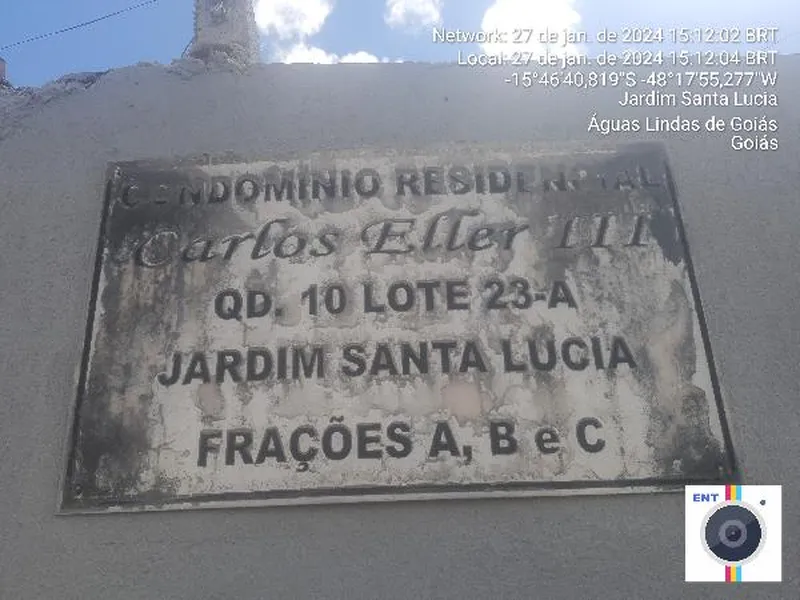 Network: 27 de jan. de 2024 15:12:02 BRT
Local: 27 de jan. de 2024 15:12:04 BRT
-15°46'40,819"S -48°17'55,277"W
Jardim Santa Lucia
Águas Lindas de Goiás
Goiás
CONDOMÍNIO RESIDENCIAL
Carlos Eller III
QD. 10 LOTE 23-A
JARDIM SANTA LUCIA
FRAÇÕES A, B e C
ENT